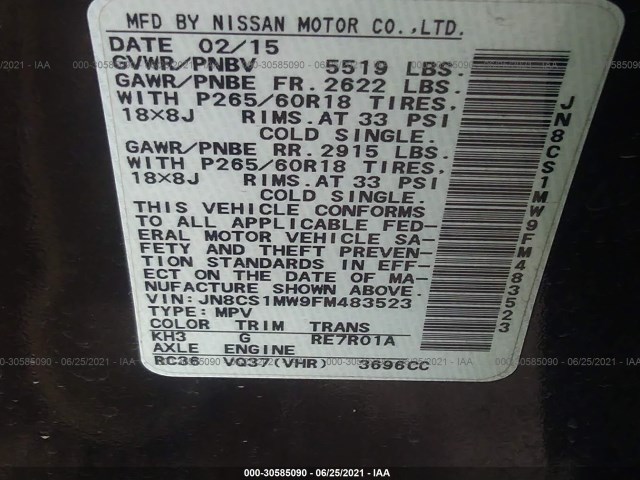 MFD BY NISSAN MOTOR CO.,LTD.
DATE 02/15
GVWR/PNBV 5519 LBS.
GAWR/PNBE FR. 2622 LBS.
WITH P265/60R18 TIRES,
18X8J RIMS.AT 33 PSI
COLD SINGLE.
GAWR/PNBE RR. 2915 LBS.
WITH P265/60R18 TIRES,
18X8J RIMS.AT 33 PSI
COLD SINGLE.
THIS VEHICLE CONFORMS
TO ALL APPLICABLE FED-
ERAL MOTOR VEHICLE SA-
FETY AND THEFT PREVEN-
TION STANDARDS IN EFF-
ECT ON THE DATE OF MA-
NUFACTURE SHOWN ABOVE.
VIN: JN8CS1MW9FM483523
TYPE: MPV
COLOR TRIM TRANS
KH3 G RE7R01A
AXLE ENGINE
RC36 VQ37(VHR) 3696CC
JN8CS1MW9FM483523
000-30585090 - 06/25/2021 - IAA